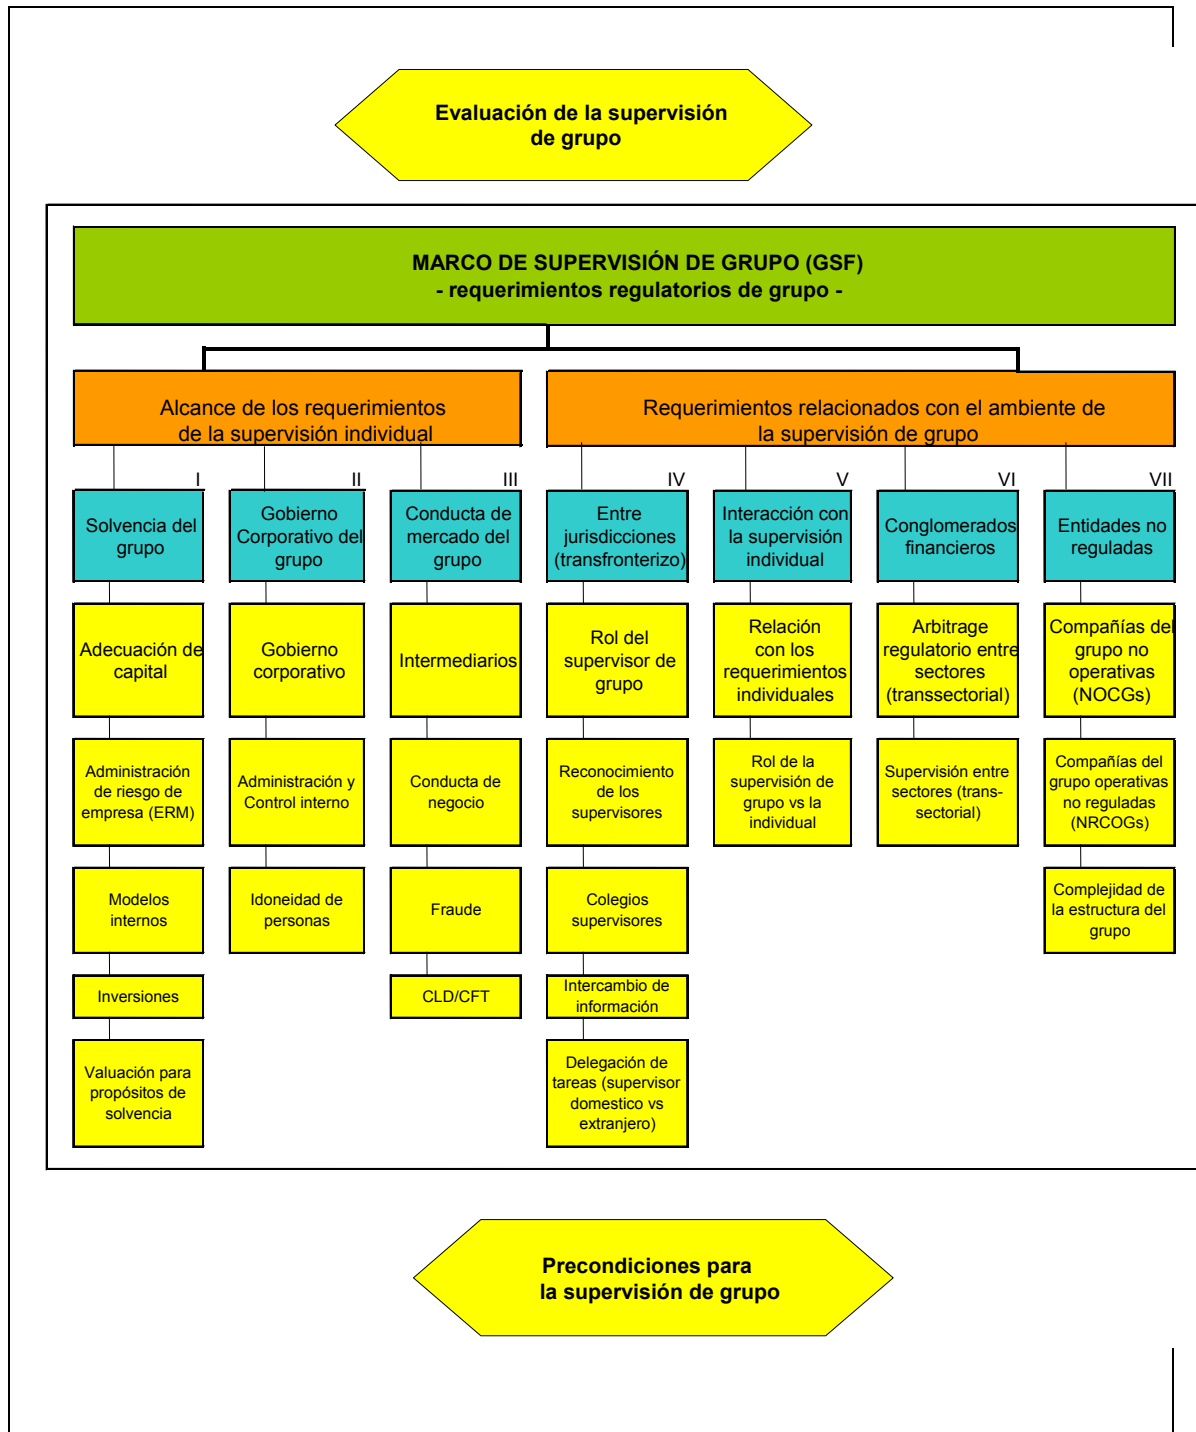 Evaluación de la supervisión
de grupo
MARCO DE SUPERVISIÓN DE GRUPO (GSF)
- requerimientos regulatorios de grupo -
Alcance de los requerimientos
de la supervisión individual
Requerimientos relacionados con el ambiente de
la supervisión de grupo
I
Solvencia del
grupo
Adecuación de
capital
Administración
de riesgo de
empresa (ERM)
Modelos
internos
Inversiones
Valuación para
propósitos de
solvencia
II
Gobierno
Corporativo del
grupo
Gobierno
corporativo
Administración y
Control interno
Idoneidad de
personas
III
Conducta de
mercado del
grupo
Intermediarios
Conducta de
negocio
Fraude
CLD/CFT
IV
Entre
jurisdicciones
(transfronterizo)
Rol del
supervisor de
grupo
Reconocimiento
de los
supervisores
Colegios
supervisores
Intercambio de
información
Delegación de
tareas (supervisor
domestico vs
extranjero)
V
Interacción con
la supervisión
individual
Relación
con los
requerimientos
individuales
Rol de la
supervisión de
grupo vs la
individual
VI
Conglomerados
financieros
Arbitrage
regulatorio entre
sectores
(transsectorial)
Supervisión entre
sectores (trans-
sectorial)
VII
Entidades no
reguladas
Compañías del
grupo no
operativas
(NOCGs)
Compañías del
grupo operativas
no reguladas
(NRCOGs)
Complejidad de
la estructura del
grupo
Precondiciones para
la supervisión de grupo